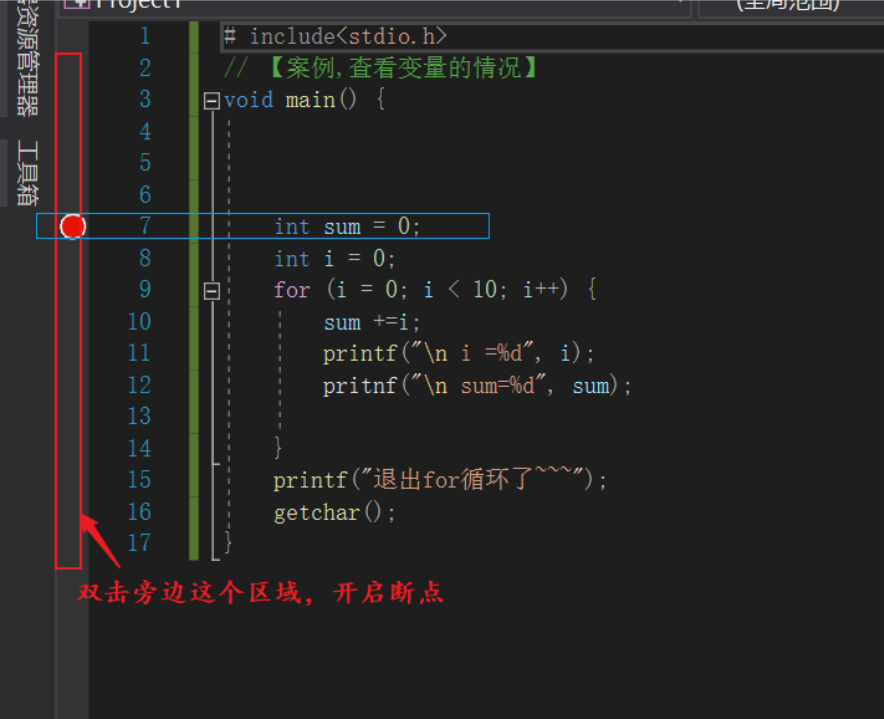 Project1
(全局范围)
资源管理器
工具箱
1 # include<stdio.h>
2 // 【案例,查看变量的情况】
3 void main() {
4
5
6
7 int sum = 0;
8 int i = 0;
9 for (i = 0; i < 10; i++) {
10 sum +=i;
11 printf("\n i =%d", i);
12 pritnf("\n sum=%d", sum);
13
14 }
15 printf("退出for循环了~~~");
16 getchar();
17 }
双击旁边这个区域，开启断点